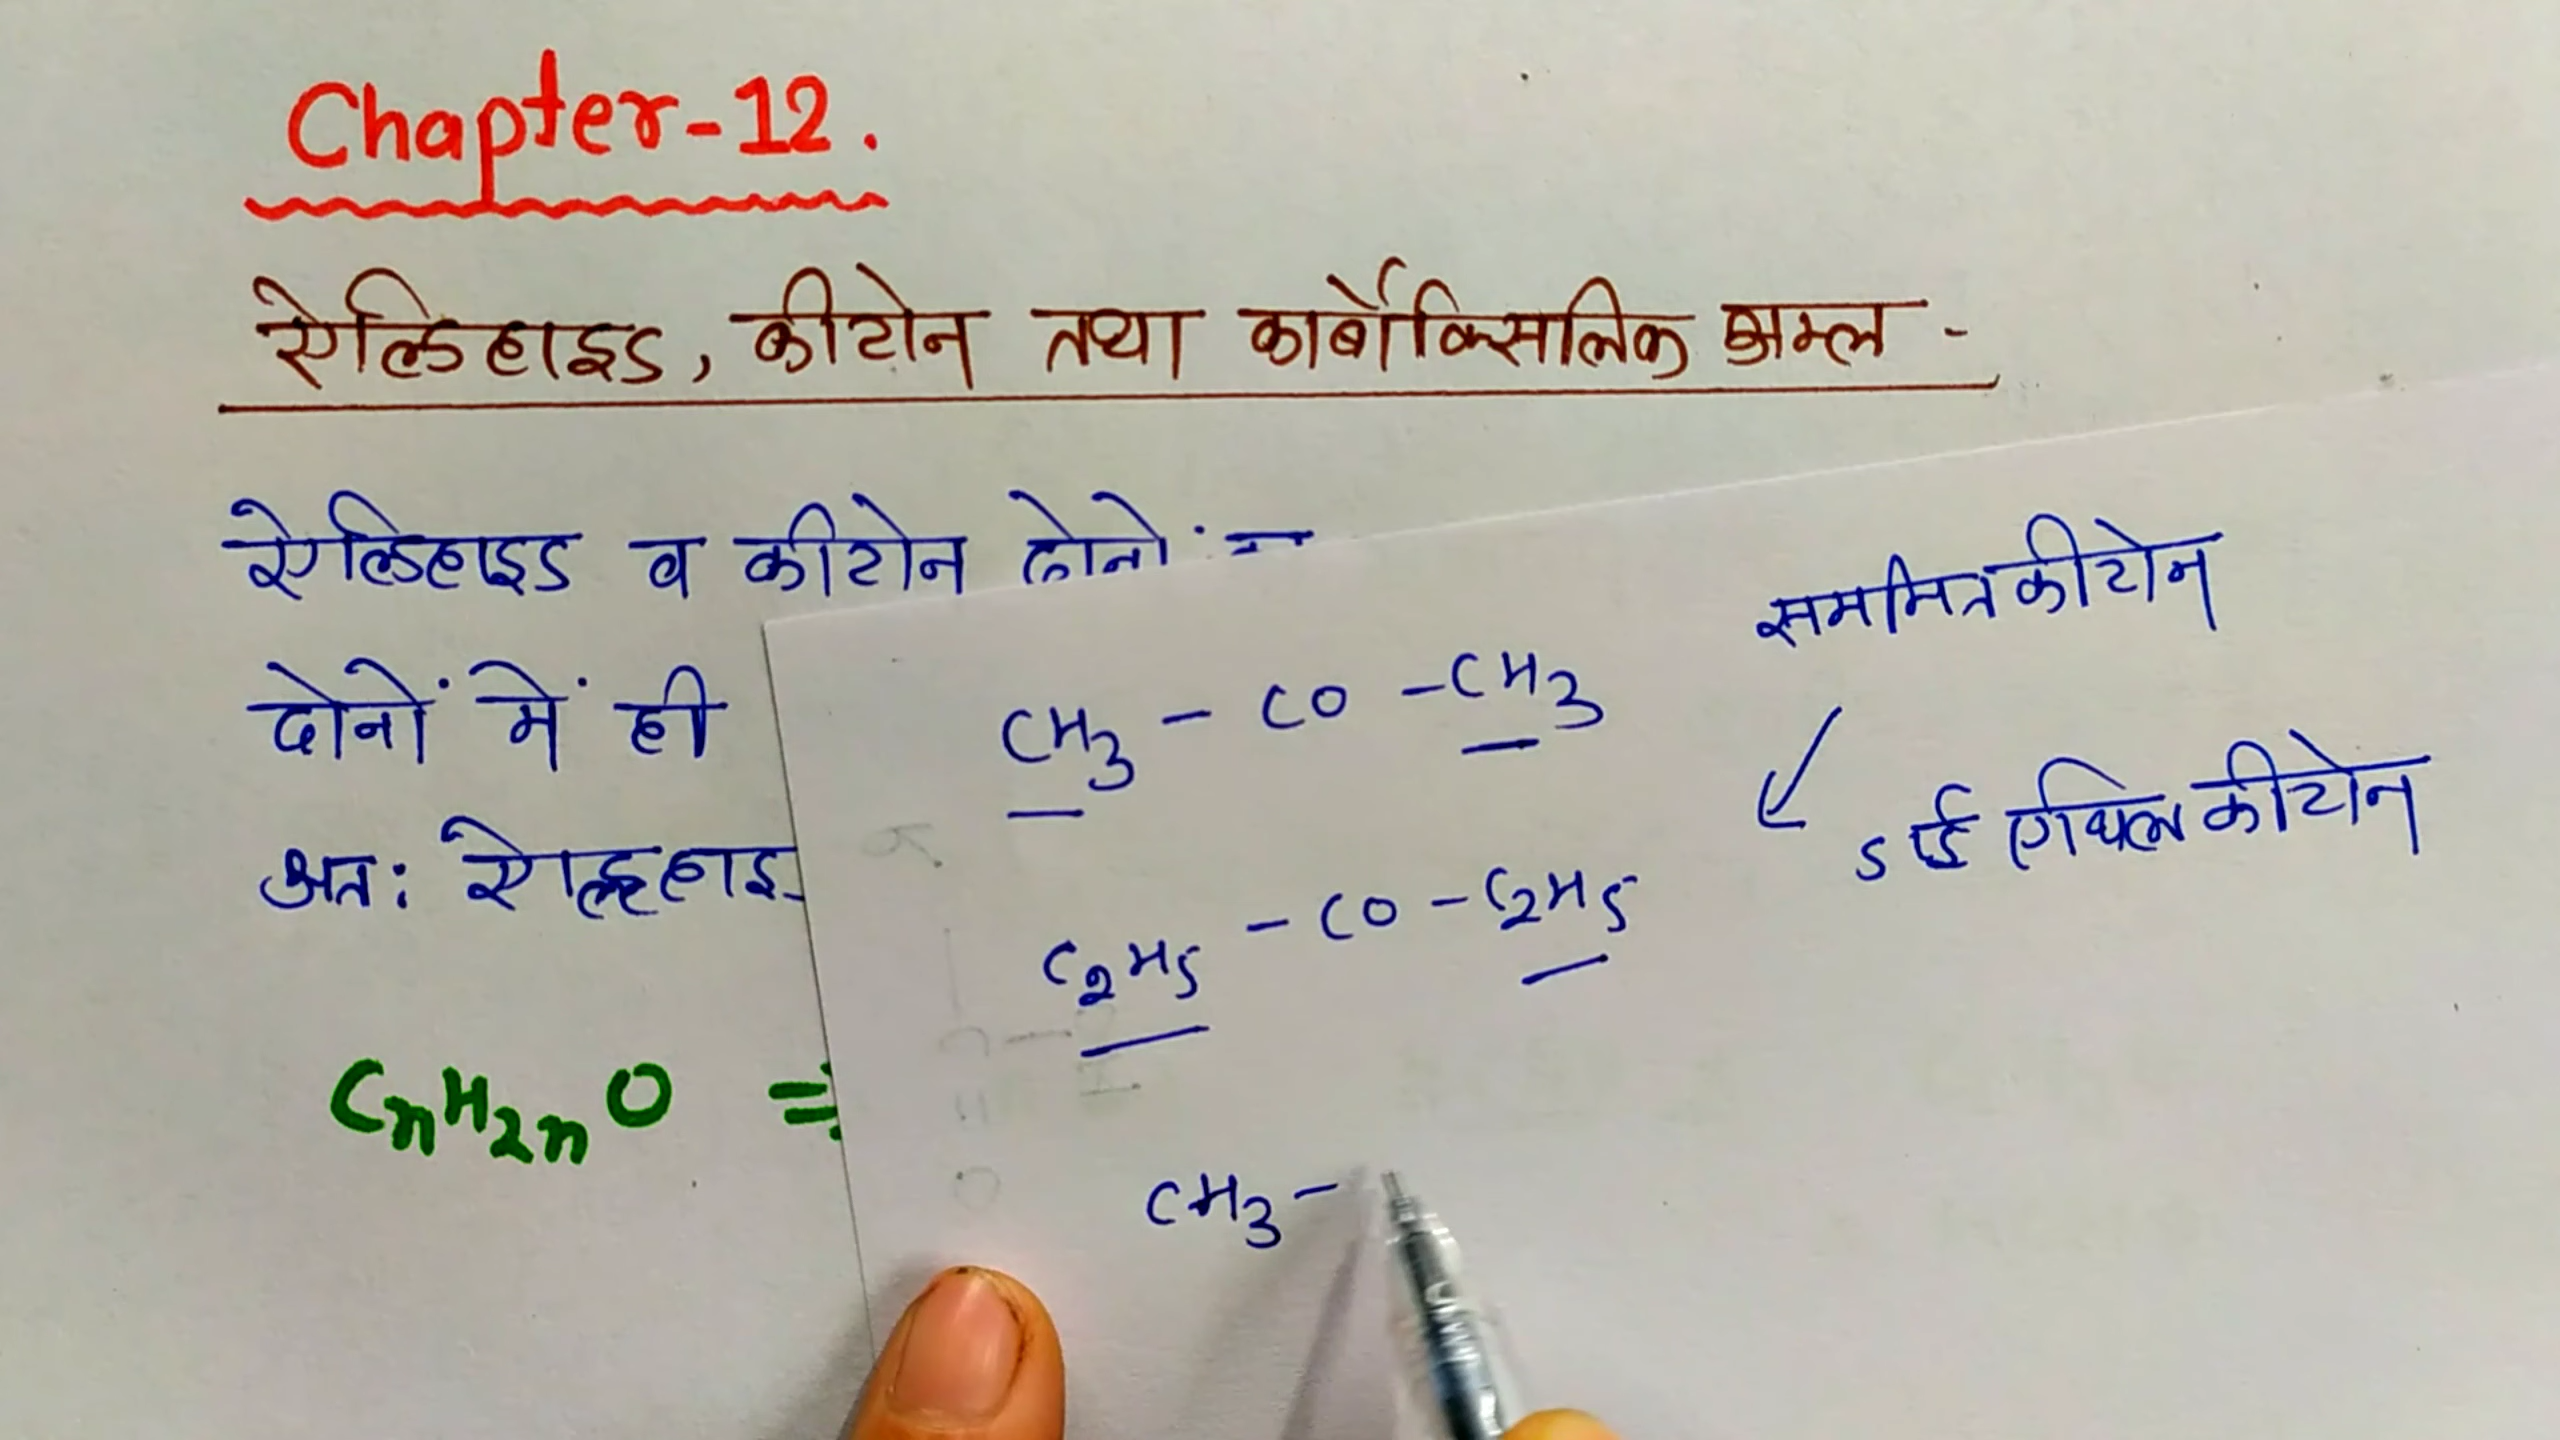 Chapter-12.
ऐल्डिहाइड, कीटोन तथा कार्बोक्सिलिक अम्ल -
ऐल्डिहाइड व कीटोन दोनों -
दोनों में ही
अतः ऐल्डिहाइ
CnH2nO ⇒
सममित कीटोन
CH3 - CO - CH3
डाई एथिल कीटोन
C2H5 - CO - C2H5
CH3 -